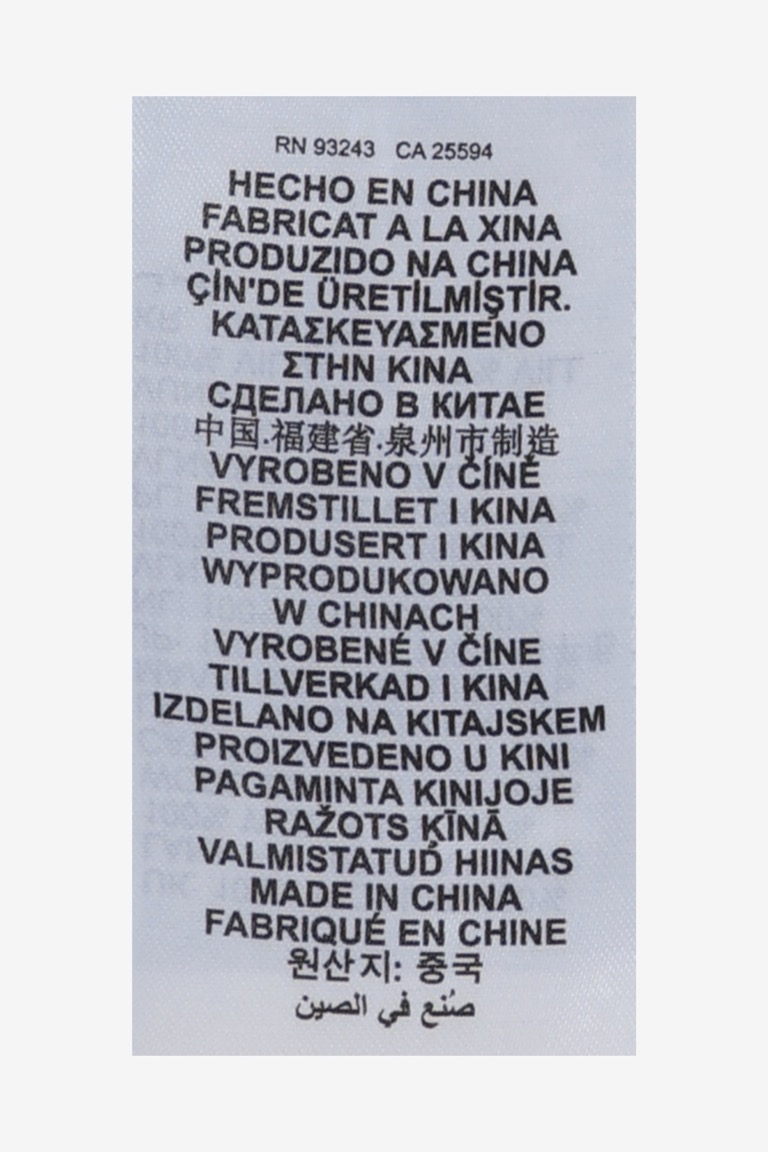 RN 93243 CA 25594
HECHO EN CHINA
FABRICAT A LA XINA
PRODUZIDO NA CHINA
ÇİN'DE ÜRETİLMİŞTİR.
ΚΑΤΑΣΚΕΥΑΣΜΕΝΟ
ΣΤΗΝ ΚΙΝΑ
СДЕЛАНО В КИТАЕ
中国.福建省.泉州市制造
VYROBENO V ČÍNĚ
FREMSTILLET I KINA
PRODUSERT I KINA
WYPRODUKOWANO
W CHINACH
VYROBENÉ V ČÍNE
TILLVERKAD I KINA
IZDELANO NA KITAJSKEM
PROIZVEDENO U KINI
PAGAMINTA KINIJOJE
RAŽOTS ĶĪNĀ
VALMISTATUD HIINAS
MADE IN CHINA
FABRIQUÉ EN CHINE
원산지: 중국
صُنع في الصين